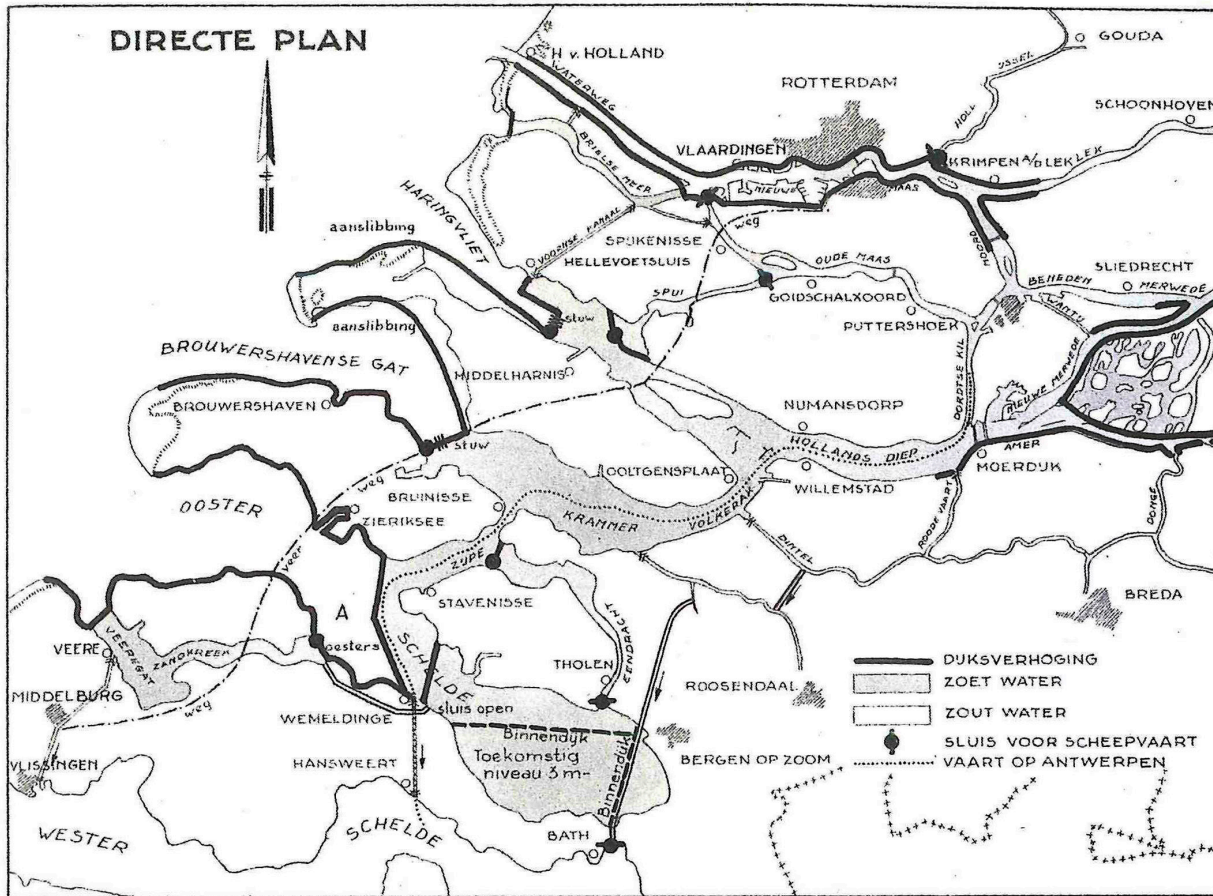 DIRECTE PLAN
H. v. HOLLAND
WATERWEG
GOUDA
ROTTERDAM
IJSSEL
SCHOONHOVEN
HOLL
VLAARDINGEN
KRIMPEN A/D LEK
LEK
BRIELSE MEER
NIEUWE
MAAS
HARINGVLIET
aanslibbing
VOORNSE KANAAL
weg
SPIJKENISSE
HELLEVOETSLUIS
OUDE MAAS
NOORD
BENEDEN
SLIEDRECHT
MERWEDE
WANTIJ
SPUI
GOIDSCHALXOORD
PUTTERSHOEK
aanslibbing
stuw
BROUWERSHAVENSE GAT
MIDDELHARNIS
DORDTSE KIL
NIEUWE MERWEDE
BROUWERSHAVEN
NUMANSDORP
HOLLANDS DIEP
AMER
MOERDIJK
stuw
OOLTGENSPLAAT
WILLEMSTAD
weg
OOSTER
BRUINISSE
KRAMMER
VOLKERAK
ROODE VAART
DONGE
ZIERIKSEE
veer
ZIJPE
DINTEL
A
STAVENISSE
BREDA
VEERE
VEEREGAT
ZANDKREEK
oesters
SCHELDE
EENDRACHT
THOLEN
ROOSENDAAL
MIDDELBURG
weg
WEMELDINGE
sluis open
Binnendijk
BERGEN OP ZOOM
VLISSINGEN
HANSWEERT
Toekomstig
niveau 3 m-
Binnendijk
WESTER
SCHELDE
BATH
DIJKSVERHOGING
ZOET WATER
ZOUT WATER
SLUIS VOOR SCHEEPVAART
VAART OP ANTWERPEN